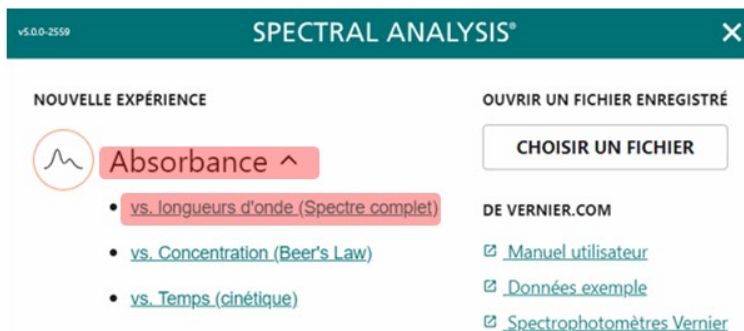 v5.0.0-2559
SPECTRAL ANALYSIS®
NOUVELLE EXPÉRIENCE
Absorbance
vs. longueurs d'onde (Spectre complet)
vs. Concentration (Beer's Law)
vs. Temps (cinétique)
OUVRIR UN FICHIER ENREGISTRÉ
CHOISIR UN FICHIER
DE VERNIER.COM
Manuel utilisateur
Données exemple
Spectrophotomètres Vernier